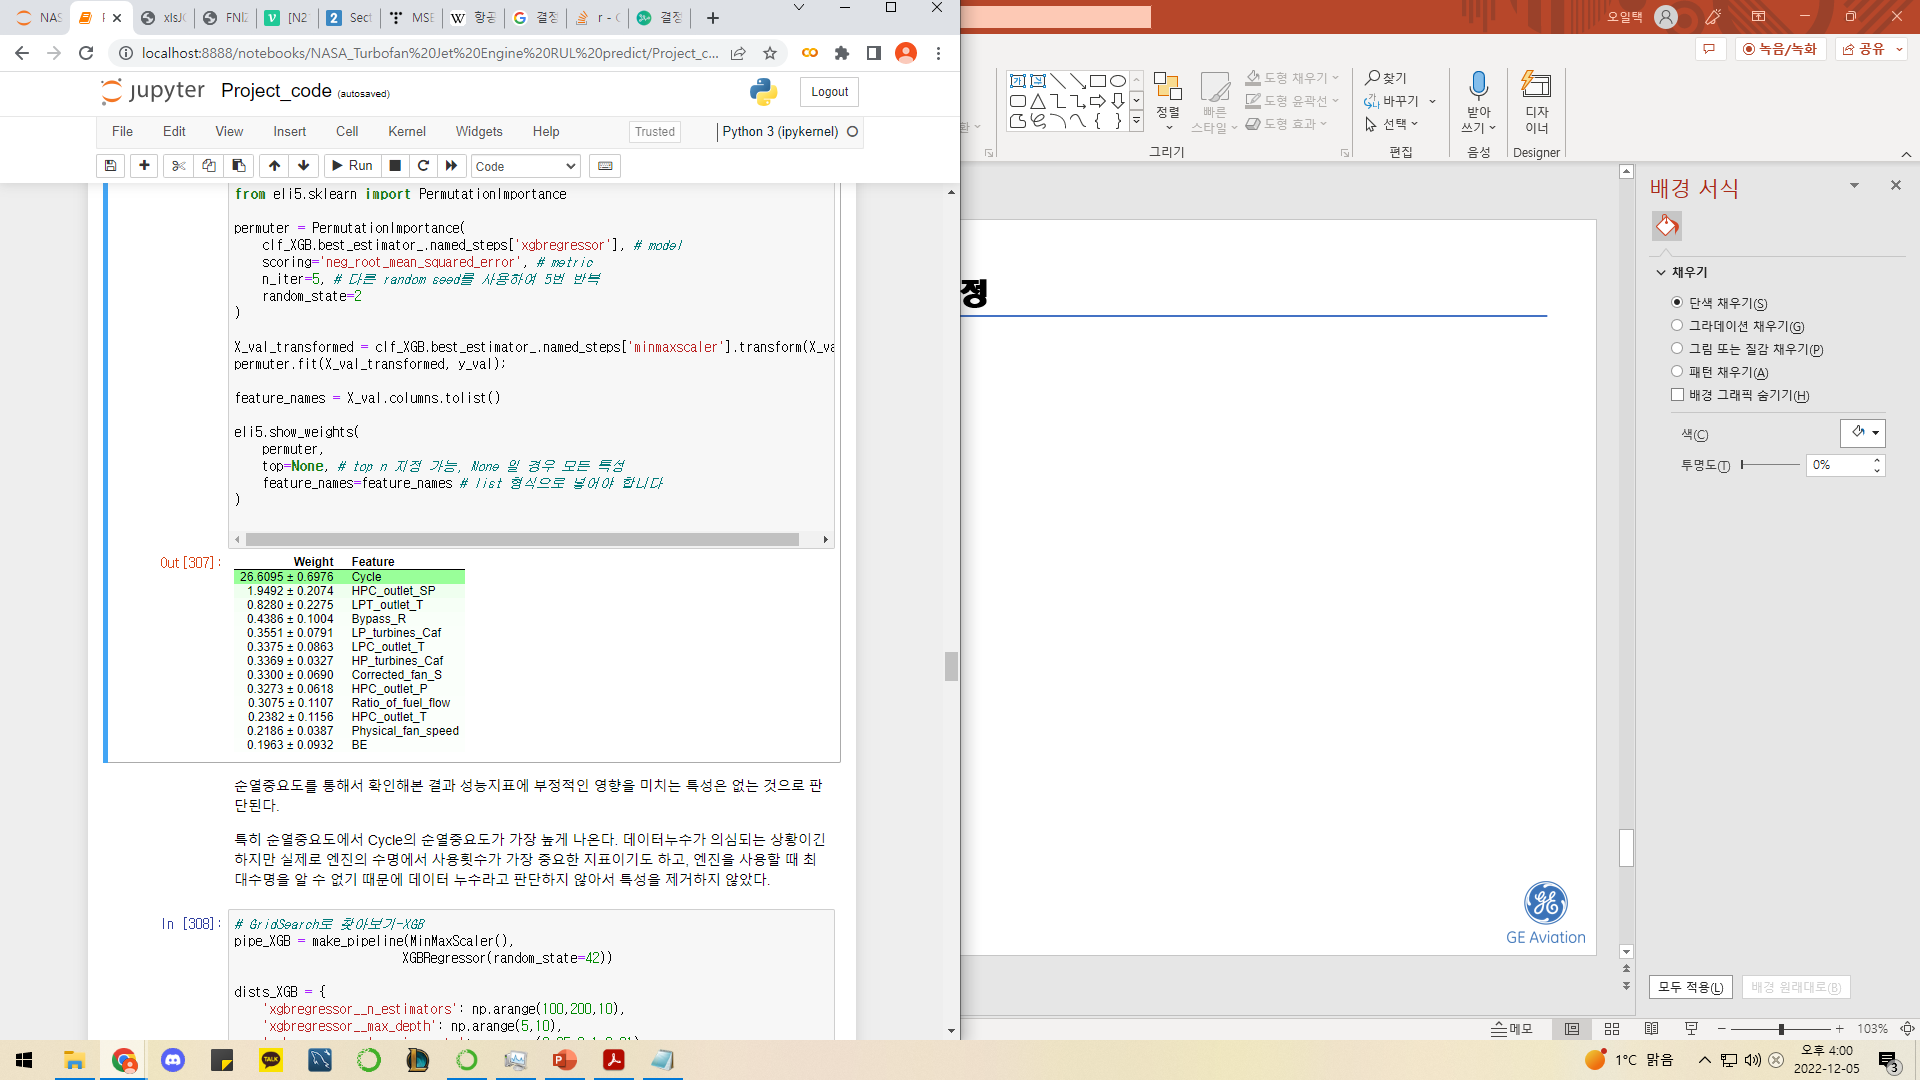 NAS
xlsJ(
FNI
[N2
Sect
MSE
항공
결정
r - (
결정
localhost:8888/notebooks/NASA_Turbofan%20Jet%20Engine%20RUL%20predict/Project_c...
jupyter Project_code (autosaved)
Logout
File Edit View Insert Cell Kernel Widgets Help
Trusted
Python 3 (ipykernel)
Run
Code
from eli5.sklearn import PermutationImportance
permuter = PermutationImportance(
clf_XGB.best_estimator_.named_steps['xgbregressor'], # model
scoring='neg_root_mean_squared_error', # metric
n_iter=5, # 다른 random seed를 사용하여 5번 반복
random_state=2
)
X_val_transformed = clf_XGB.best_estimator_.named_steps['minmaxscaler'].transform(X_va
permuter.fit(X_val_transformed, y_val);
feature_names = X_val.columns.tolist()
eli5.show_weights(
permuter,
top=None, # top n 지정 가능, None 일 경우 모든 특성
feature_names=feature_names # list 형식으로 넣어야 합니다
)
Out[307]:
Weight Feature
26.6095 ± 0.6976 Cycle
1.9492 ± 0.2074 HPC_outlet_SP
0.8280 ± 0.2275 LPT_outlet_T
0.4386 ± 0.1004 Bypass_R
0.3551 ± 0.0791 LP_turbines_Caf
0.3375 ± 0.0863 LPC_outlet_T
0.3369 ± 0.0327 HP_turbines_Caf
0.3300 ± 0.0690 Corrected_fan_S
0.3273 ± 0.0618 HPC_outlet_P
0.3075 ± 0.1107 Ratio_of_fuel_flow
0.2382 ± 0.1156 HPC_outlet_T
0.2186 ± 0.0387 Physical_fan_speed
0.1963 ± 0.0932 BE
순열중요도를 통해서 확인해본 결과 성능지표에 부정적인 영향을 미치는 특성은 없는 것으로 판
단된다.
특히 순열중요도에서 Cycle의 순열중요도가 가장 높게 나온다. 데이터누수가 의심되는 상황이긴
하지만 실제로 엔진의 수명에서 사용횟수가 가장 중요한 지표이기도 하고, 엔진을 사용할 때 최
대수명을 알 수 없기 때문에 데이터 누수라고 판단하지 않아서 특성을 제거하지 않았다.
In [308]:
# GridSearch로 찾아보기-XGB
pipe_XGB = make_pipeline(MinMaxScaler(),
XGBRegressor(random_state=42))
dists_XGB = {
'xgbregressor__n_estimators': np.arange(100,200,10),
'xgbregressor__max_depth': np.arange(5,10),
오일택
녹음/녹화
공유
정렬
빠른
스타일
도형 채우기
도형 윤곽선
도형 효과
그리기
찾기
바꾸기
선택
편집
받아
쓰기
음성
디자
이너
Designer
정
GE Aviation
배경 서식
채우기
단색 채우기(S)
그라데이션 채우기(G)
그림 또는 질감 채우기(P)
패턴 채우기(A)
배경 그래픽 숨기기(H)
색(C)
투명도(T)
0%
모두 적용(L)
배경 원래대로(B)
메모
103%
TALK
1°C 맑음
오후 4:00
2022-12-05
3